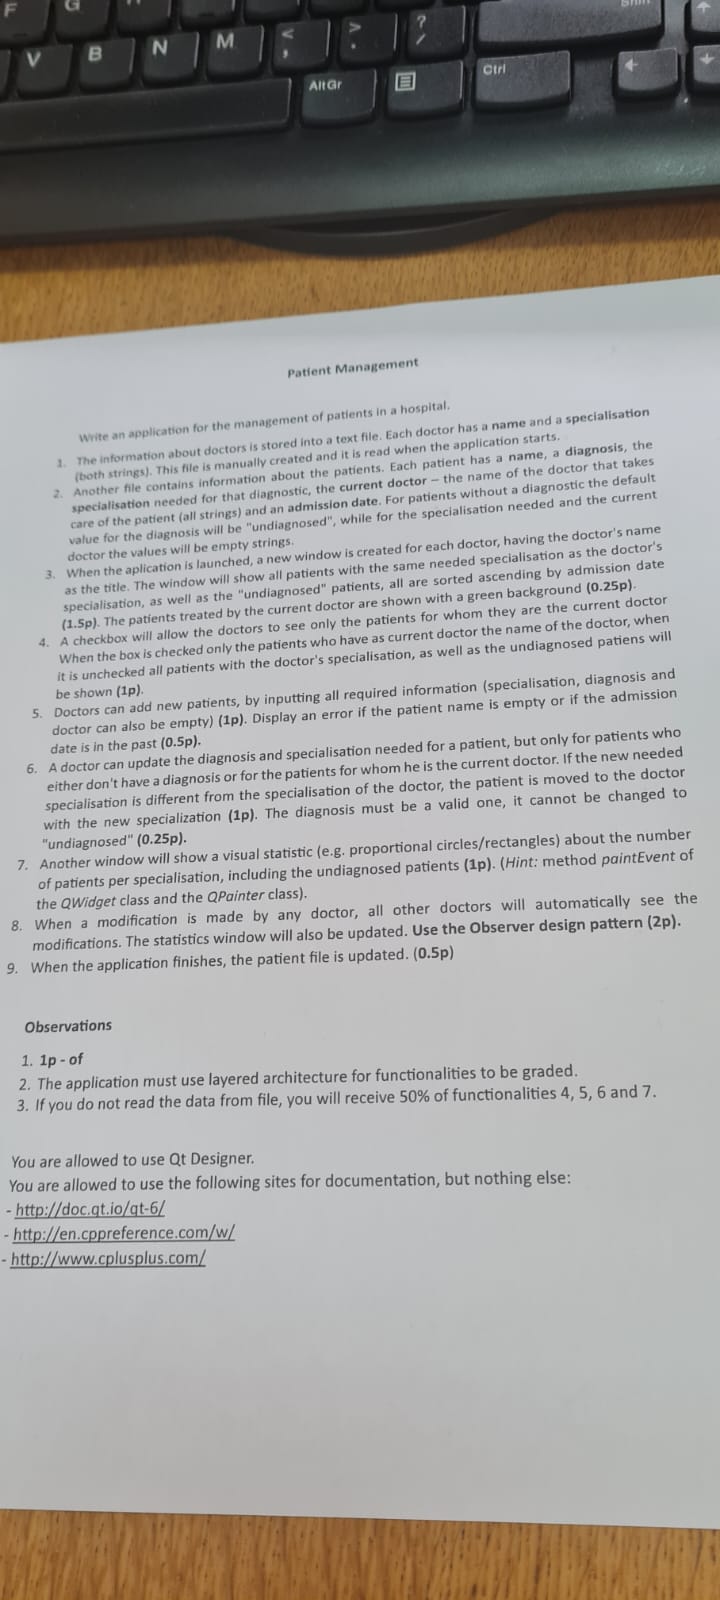 F G
V B N M < , > . ? /
Alt Gr Ctrl
Patient Management
Write an application for the management of patients in a hospital.
1. The information about doctors is stored into a text file. Each doctor has a name and a specialisation
(both strings). This file is manually created and it is read when the application starts.
2. Another file contains information about the patients. Each patient has a name, a diagnosis, the
specialisation needed for that diagnostic, the current doctor – the name of the doctor that takes
care of the patient (all strings) and an admission date. For patients without a diagnostic the default
value for the diagnosis will be "undiagnosed", while for the specialisation needed and the current
doctor the values will be empty strings.
3. When the aplication is launched, a new window is created for each doctor, having the doctor's name
as the title. The window will show all patients with the same needed specialisation as the doctor's
specialisation, as well as the "undiagnosed" patients, all are sorted ascending by admission date
(1.5p). The patients treated by the current doctor are shown with a green background (0.25p).
4. A checkbox will allow the doctors to see only the patients for whom they are the current doctor
When the box is checked only the patients who have as current doctor the name of the doctor, when
it is unchecked all patients with the doctor's specialisation, as well as the undiagnosed patiens will
be shown (1p).
5. Doctors can add new patients, by inputting all required information (specialisation, diagnosis and
doctor can also be empty) (1p). Display an error if the patient name is empty or if the admission
date is in the past (0.5p).
6. A doctor can update the diagnosis and specialisation needed for a patient, but only for patients who
either don't have a diagnosis or for the patients for whom he is the current doctor. If the new needed
specialisation is different from the specialisation of the doctor, the patient is moved to the doctor
with the new specialization (1p). The diagnosis must be a valid one, it cannot be changed to
"undiagnosed" (0.25p).
7. Another window will show a visual statistic (e.g. proportional circles/rectangles) about the number
of patients per specialisation, including the undiagnosed patients (1p). (Hint: method paintEvent of
the QWidget class and the QPainter class).
8. When a modification is made by any doctor, all other doctors will automatically see the
modifications. The statistics window will also be updated. Use the Observer design pattern (2p).
9. When the application finishes, the patient file is updated. (0.5p)
Observations
1. 1p - of
2. The application must use layered architecture for functionalities to be graded.
3. If you do not read the data from file, you will receive 50% of functionalities 4, 5, 6 and 7.
You are allowed to use Qt Designer.
You are allowed to use the following sites for documentation, but nothing else:
- http://doc.qt.io/qt-6/
- http://en.cppreference.com/w/
- http://www.cplusplus.com/